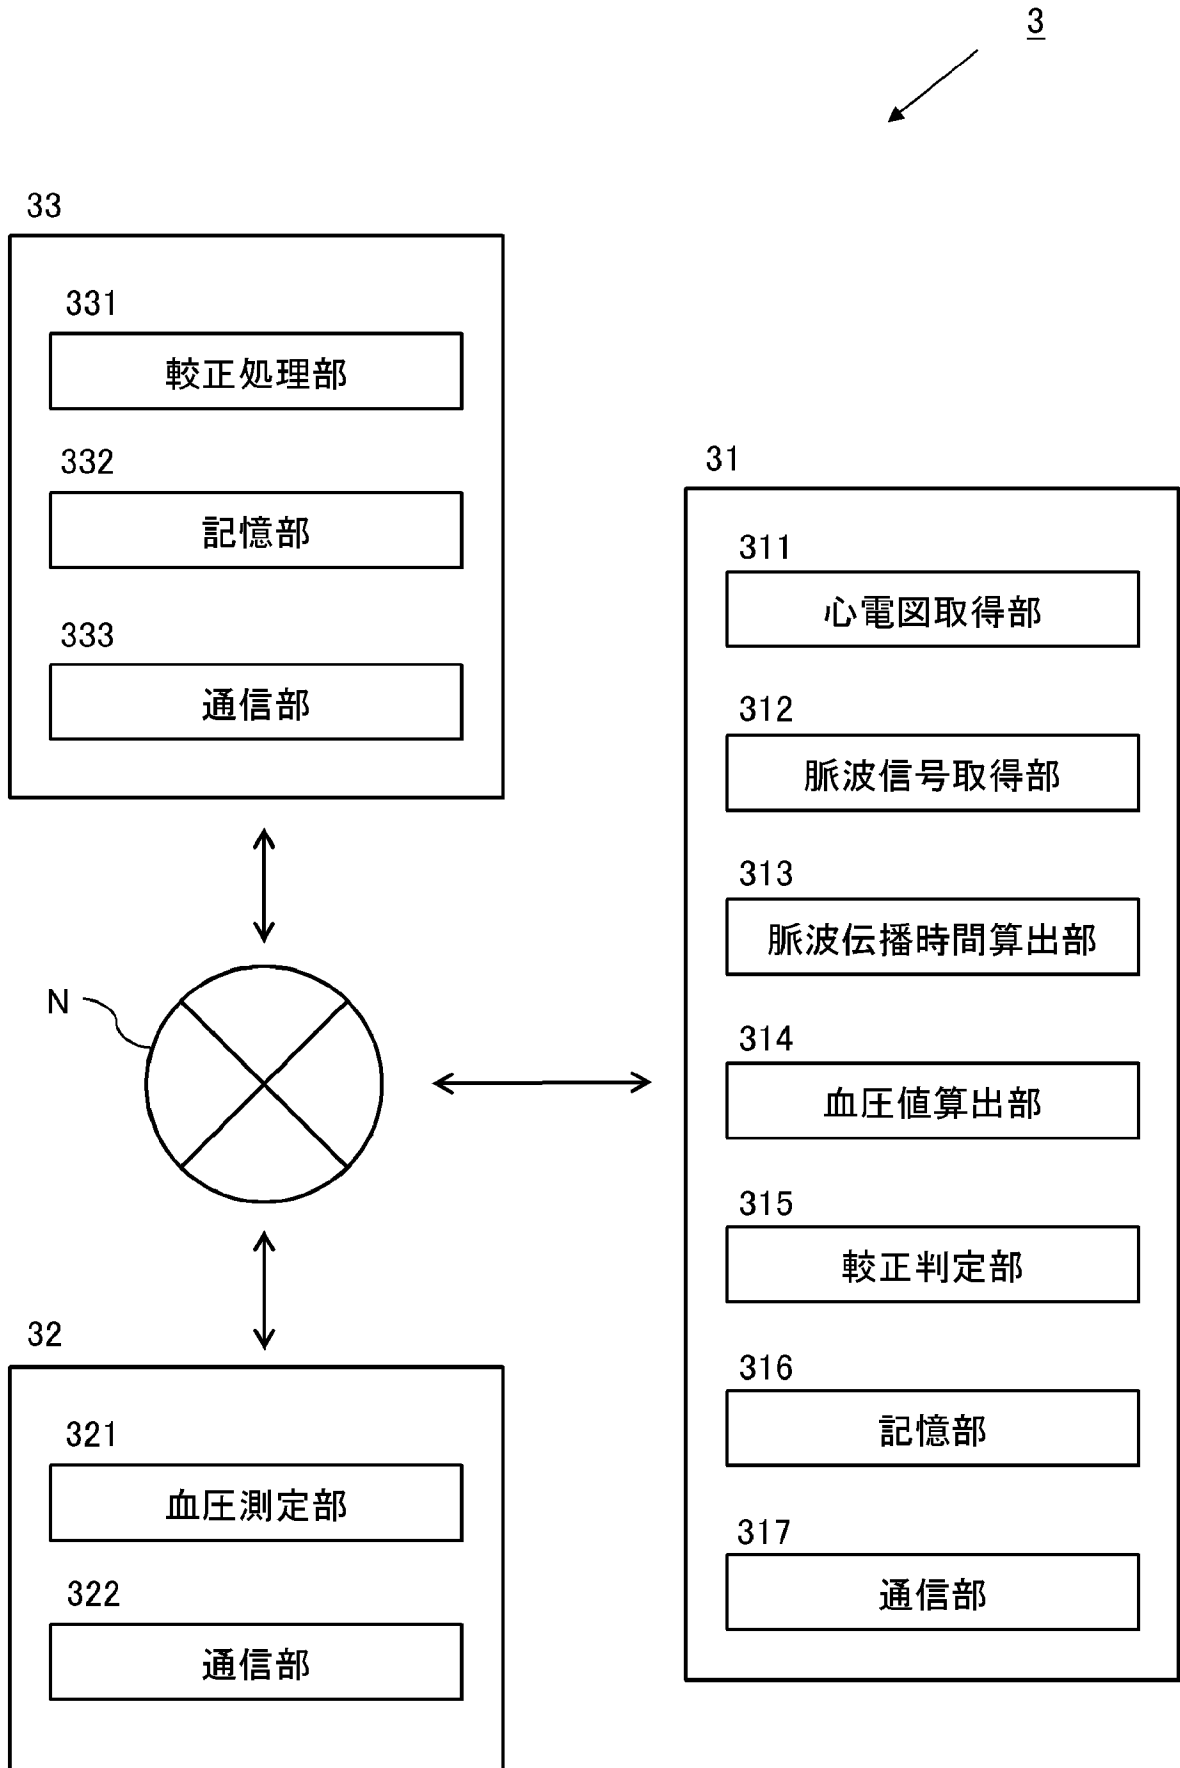 3
33
331
較正処理部
332
記憶部
333
通信部
31
311
心電図取得部
312
脈波信号取得部
313
脈波伝播時間算出部
314
血圧値算出部
315
較正判定部
316
記憶部
317
通信部
N
32
321
血圧測定部
322
通信部